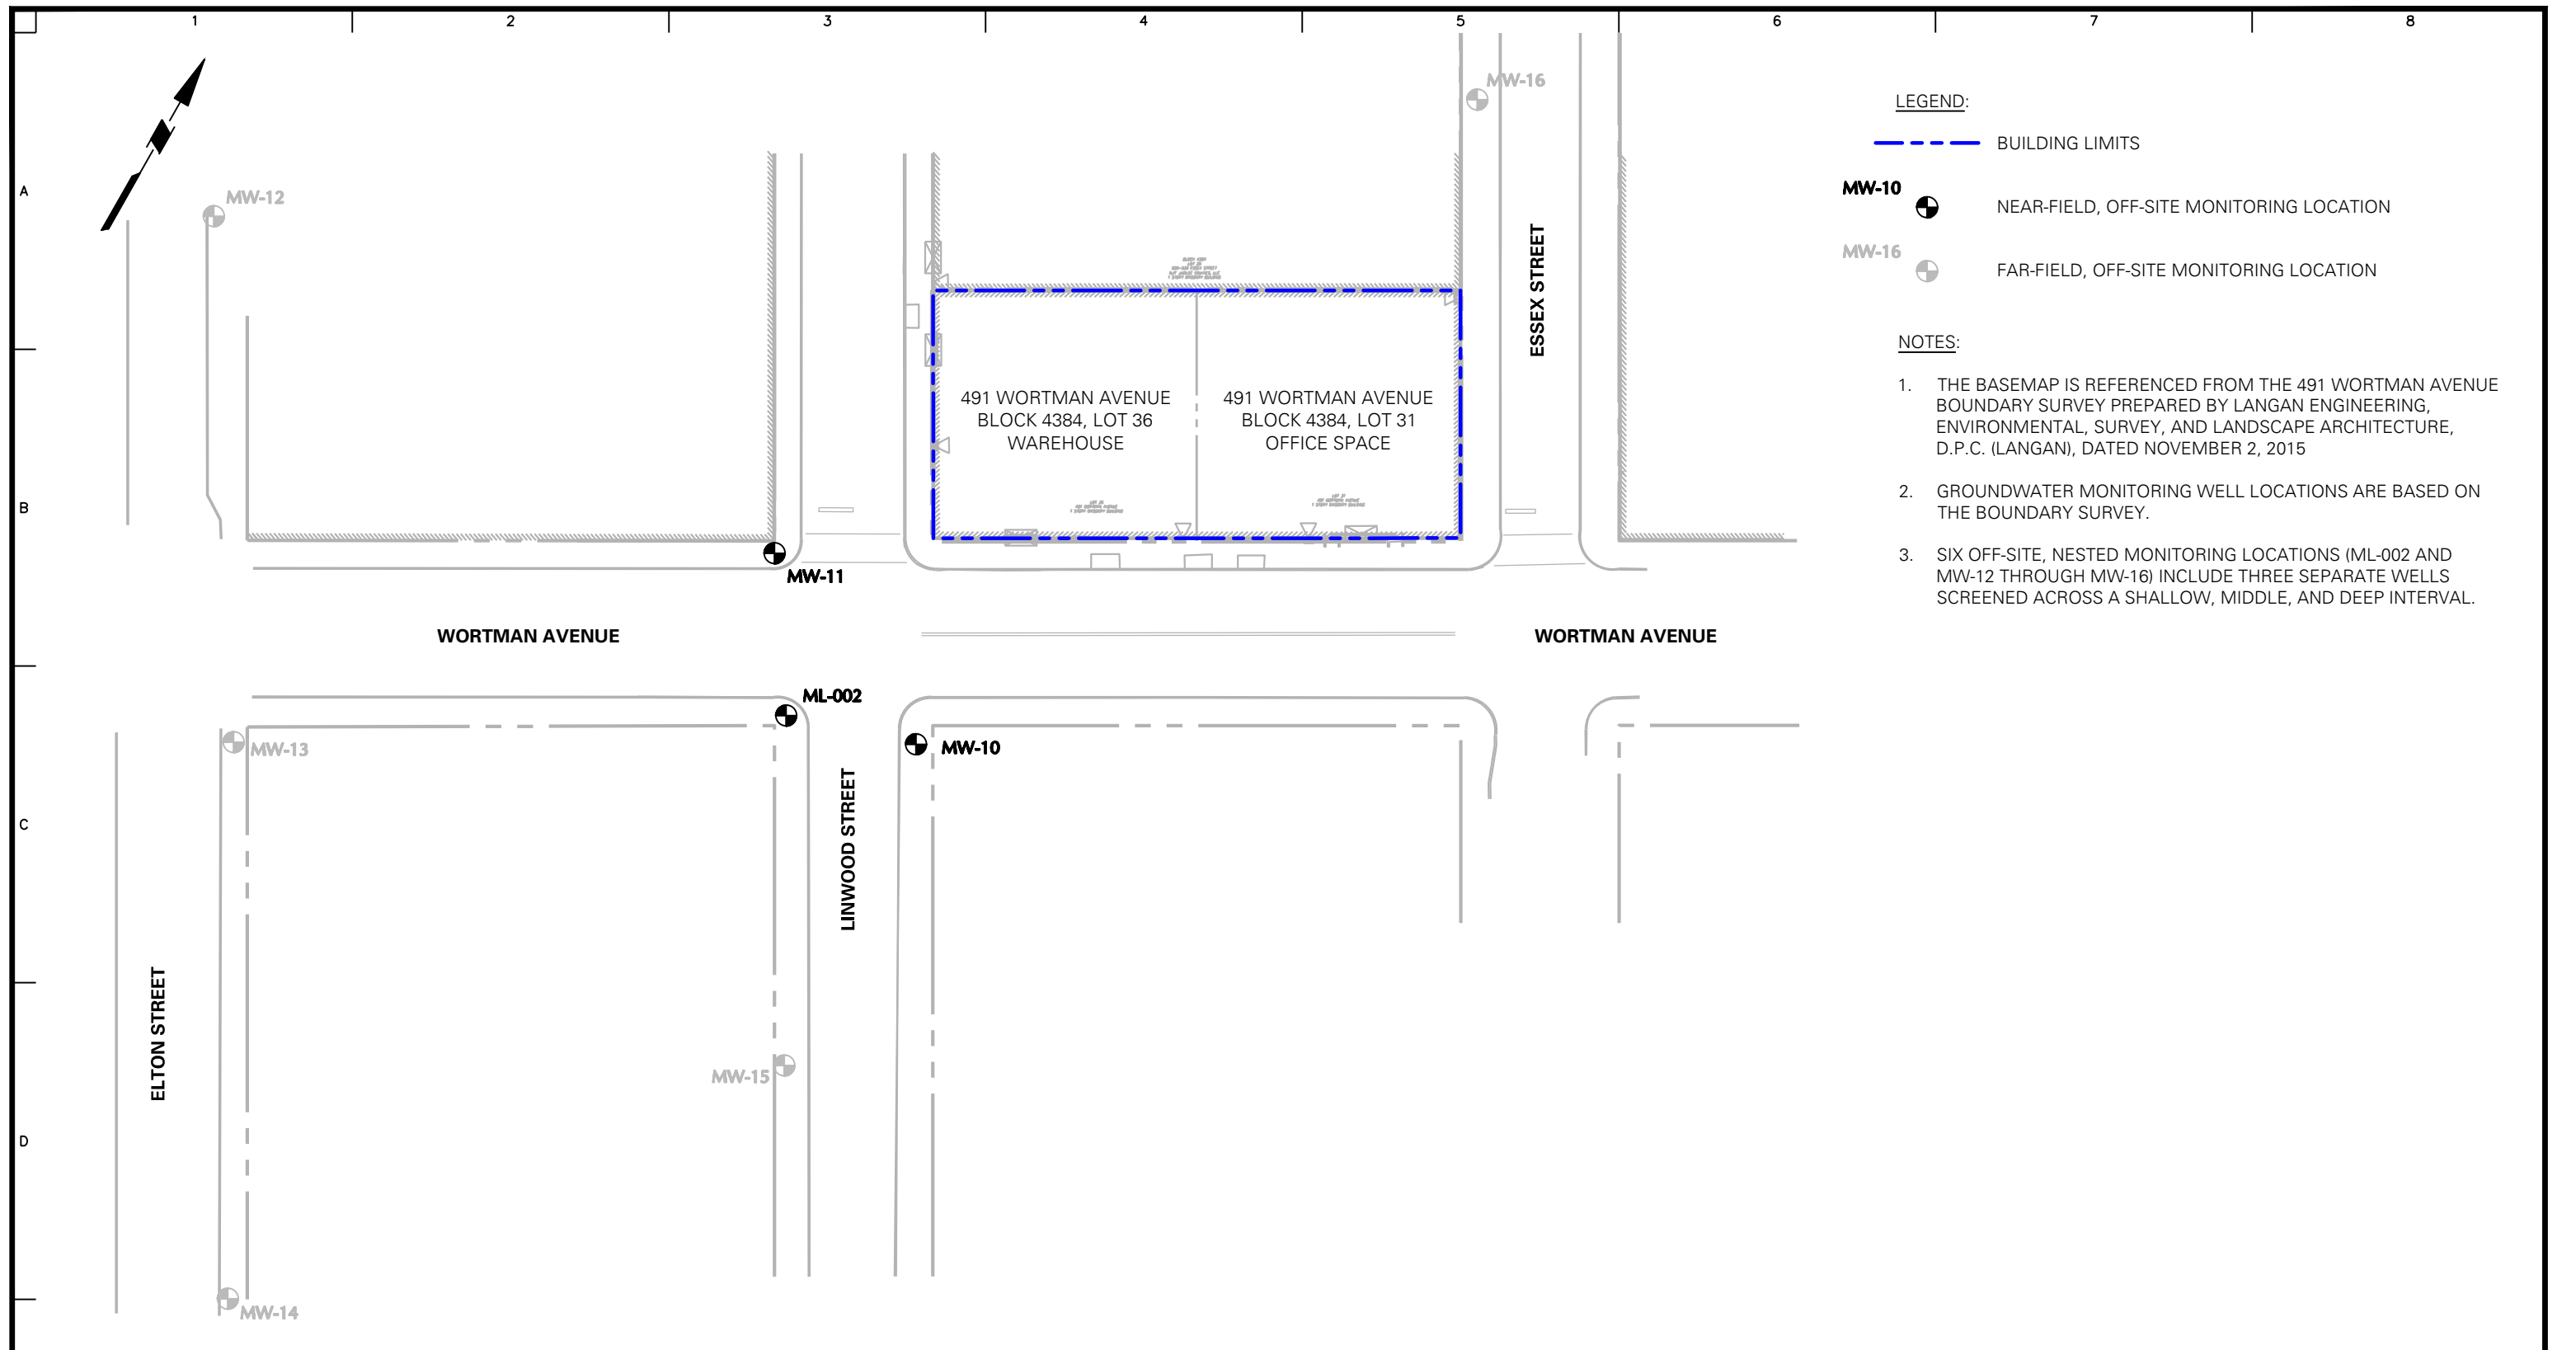 1 2 3 4 5 6 7 8
MW-16
LEGEND:
BUILDING LIMITS
A
MW-12
MW-10
NEAR-FIELD, OFF-SITE MONITORING LOCATION
MW-16
FAR-FIELD, OFF-SITE MONITORING LOCATION
ESSEX STREET
NOTES:
1. THE BASEMAP IS REFERENCED FROM THE 491 WORTMAN AVENUE
BOUNDARY SURVEY PREPARED BY LANGAN ENGINEERING,
ENVIRONMENTAL, SURVEY, AND LANDSCAPE ARCHITECTURE,
D.P.C. (LANGAN), DATED NOVEMBER 2, 2015
2. GROUNDWATER MONITORING WELL LOCATIONS ARE BASED ON
THE BOUNDARY SURVEY.
3. SIX OFF-SITE, NESTED MONITORING LOCATIONS (ML-002 AND
MW-12 THROUGH MW-16) INCLUDE THREE SEPARATE WELLS
SCREENED ACROSS A SHALLOW, MIDDLE, AND DEEP INTERVAL.
491 WORTMAN AVENUE
BLOCK 4384, LOT 36
WAREHOUSE
491 WORTMAN AVENUE
BLOCK 4384, LOT 31
OFFICE SPACE
B
MW-11
WORTMAN AVENUE
WORTMAN AVENUE
ML-002
MW-13
MW-10
C
LINWOOD STREET
ELTON STREET
MW-15
D
MW-14